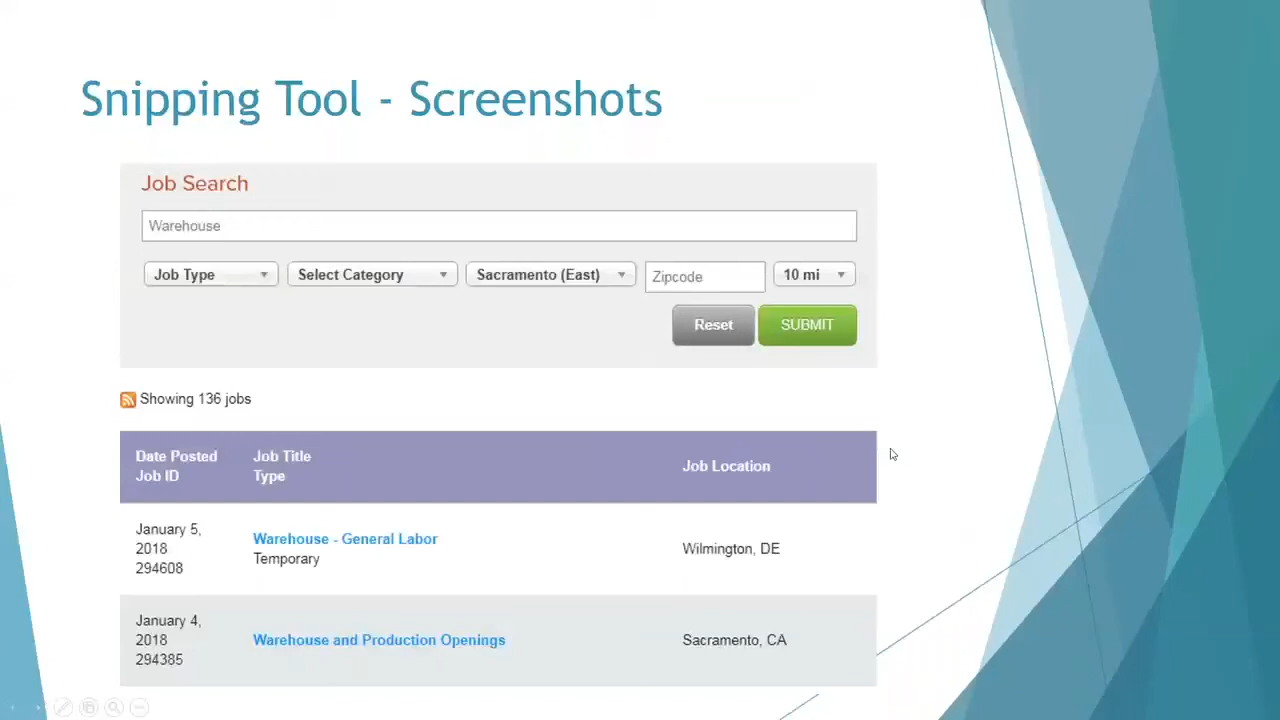 Snipping Tool - Screenshots
Job Search
Warehouse
Job Type Select Category Sacramento (East) Zipcode 10 mi
Reset SUBMIT
Showing 136 jobs
Date Posted Job Title
Job Location
Job ID Type
January 5,
2018
294608
Warehouse - General Labor
Temporary
Wilmington, DE
January 4,
2018
294385
Warehouse and Production Openings
Sacramento, CA